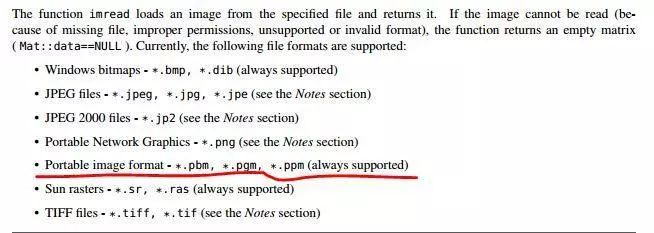 The function imread loads an image from the specified file and returns it. If the image cannot be read (be-
cause of missing file, improper permissions, unsupported or invalid format), the function returns an empty matrix
( Mat::data==NULL ). Currently, the following file formats are supported:
• Windows bitmaps - *.bmp, *.dib (always supported)
• JPEG files - *.jpeg, *.jpg, *.jpe (see the Notes section)
• JPEG 2000 files - *.jp2 (see the Notes section)
• Portable Network Graphics - *.png (see the Notes section)
• Portable image format - *.pbm, *.pgm, *.ppm (always supported)
• Sun rasters - *.sr, *.ras (always supported)
• TIFF files - *.tiff, *.tif (see the Notes section)